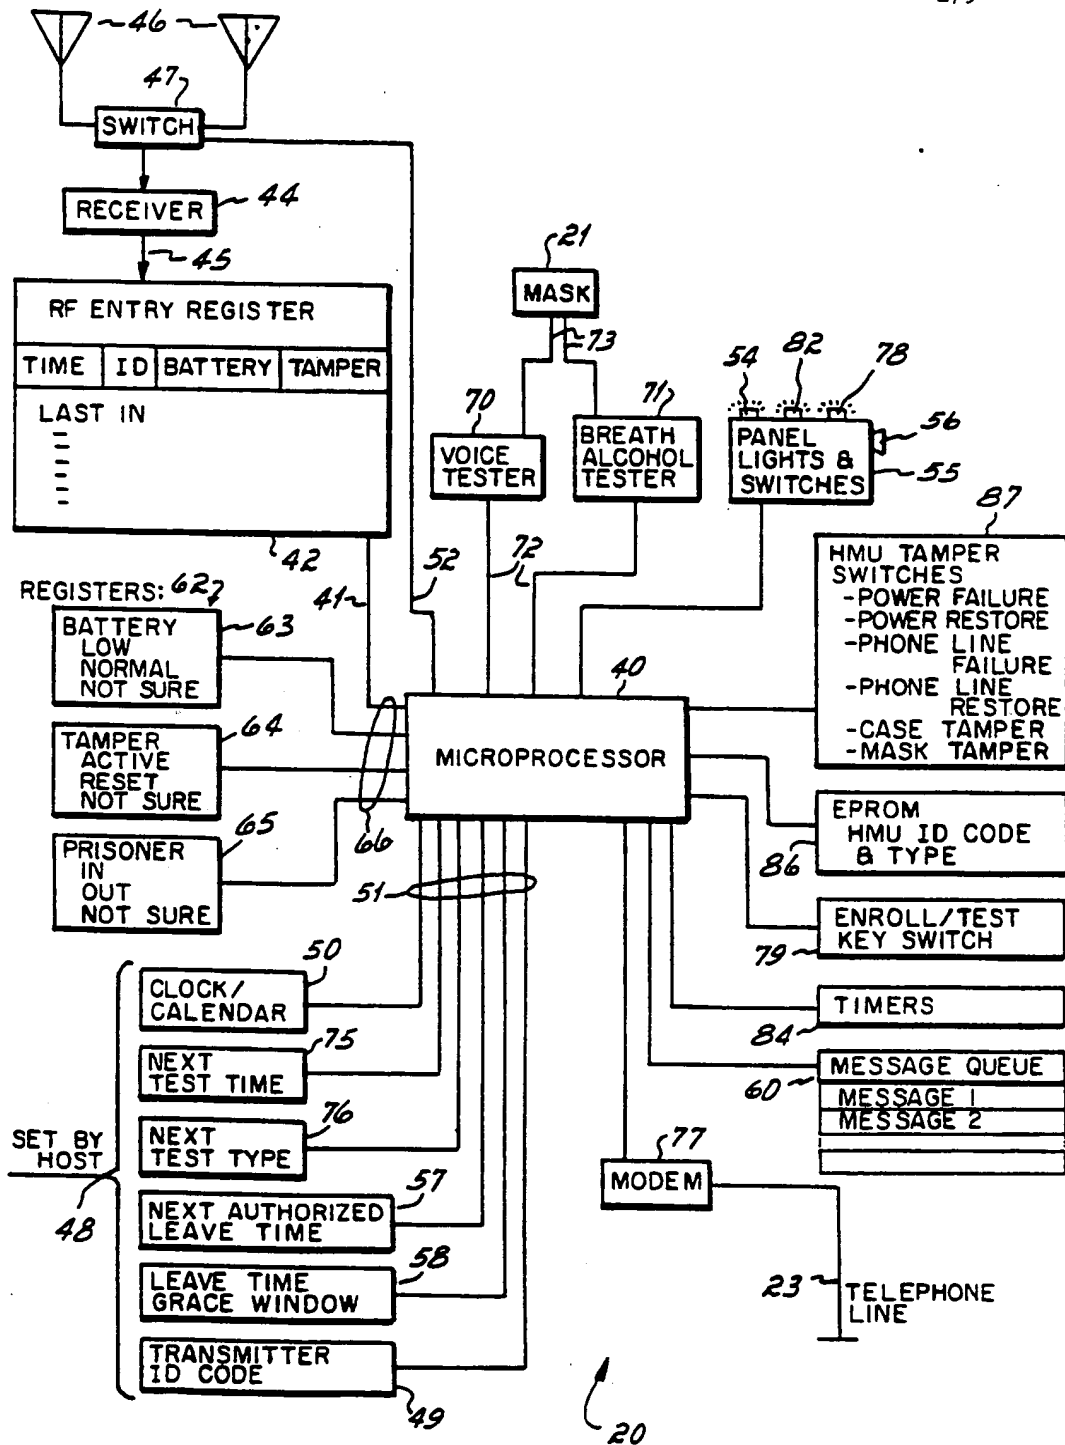 46
47
SWITCH
RECEIVER
44
45
RF ENTRY REGISTER
TIME ID BATTERY TAMPER
LAST IN
42
21
MASK
73
70
VOICE
TESTER
71
BREATH
ALCOHOL
TESTER
72
54 82 78
PANEL
LIGHTS &
SWITCHES
56
55
87
HMU TAMPER
SWITCHES
-POWER FAILURE
-POWER RESTORE
-PHONE LINE
FAILURE
-PHONE LINE
RESTORE
-CASE TAMPER
-MASK TAMPER
41
52
REGISTERS: 62
BATTERY
LOW
NORMAL
NOT SURE
63
TAMPER
ACTIVE
RESET
NOT SURE
64
PRISONER
IN
OUT
NOT SURE
65
66
40
MICROPROCESSOR
51
EPROM
HMU ID CODE
& TYPE
86
ENROLL/TEST
KEY SWITCH
79
TIMERS
84
MESSAGE QUEUE
60
MESSAGE 1
MESSAGE 2
SET BY
HOST
48
CLOCK/
CALENDAR
50
NEXT
TEST TIME
75
NEXT
TEST TYPE
76
NEXT AUTHORIZED
LEAVE TIME
57
LEAVE TIME
GRACE WINDOW
58
TRANSMITTER
ID CODE
49
77
MODEM
23
TELEPHONE
LINE
20